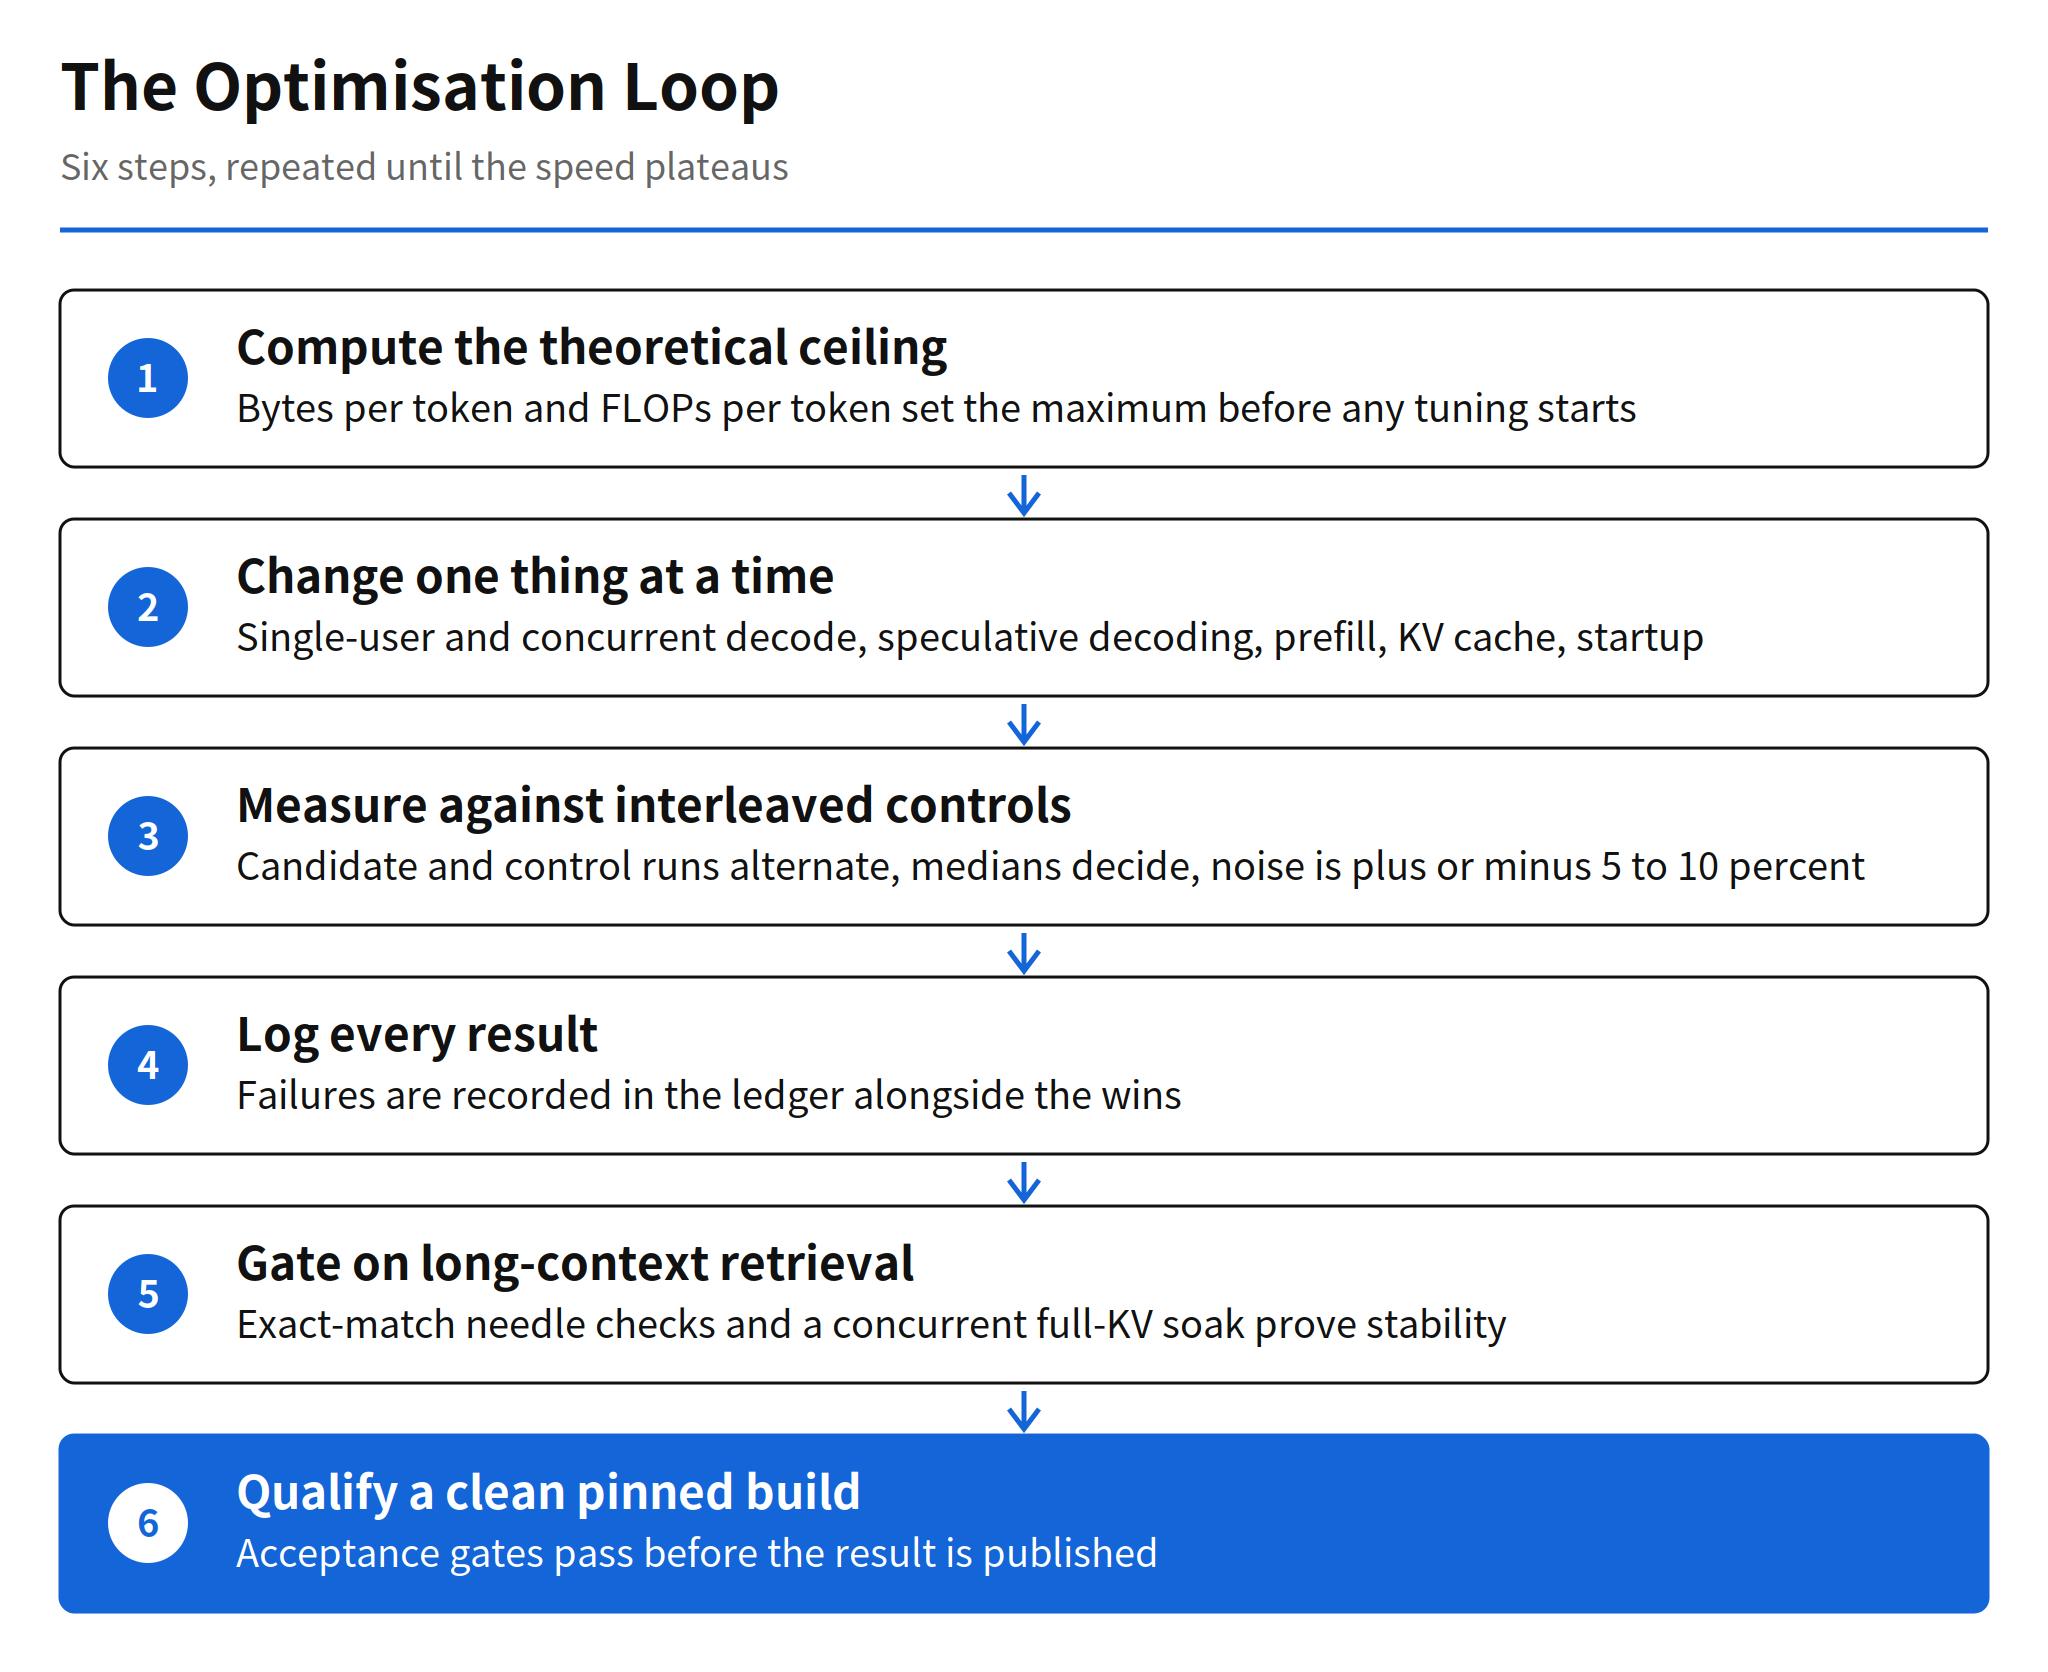 The Optimisation Loop
Six steps, repeated until the speed plateaus
1
Compute the theoretical ceiling
Bytes per token and FLOPs per token set the maximum before any tuning starts
2
Change one thing at a time
Single-user and concurrent decode, speculative decoding, prefill, KV cache, startup
3
Measure against interleaved controls
Candidate and control runs alternate, medians decide, noise is plus or minus 5 to 10 percent
4
Log every result
Failures are recorded in the ledger alongside the wins
5
Gate on long-context retrieval
Exact-match needle checks and a concurrent full-KV soak prove stability
6
Qualify a clean pinned build
Acceptance gates pass before the result is published